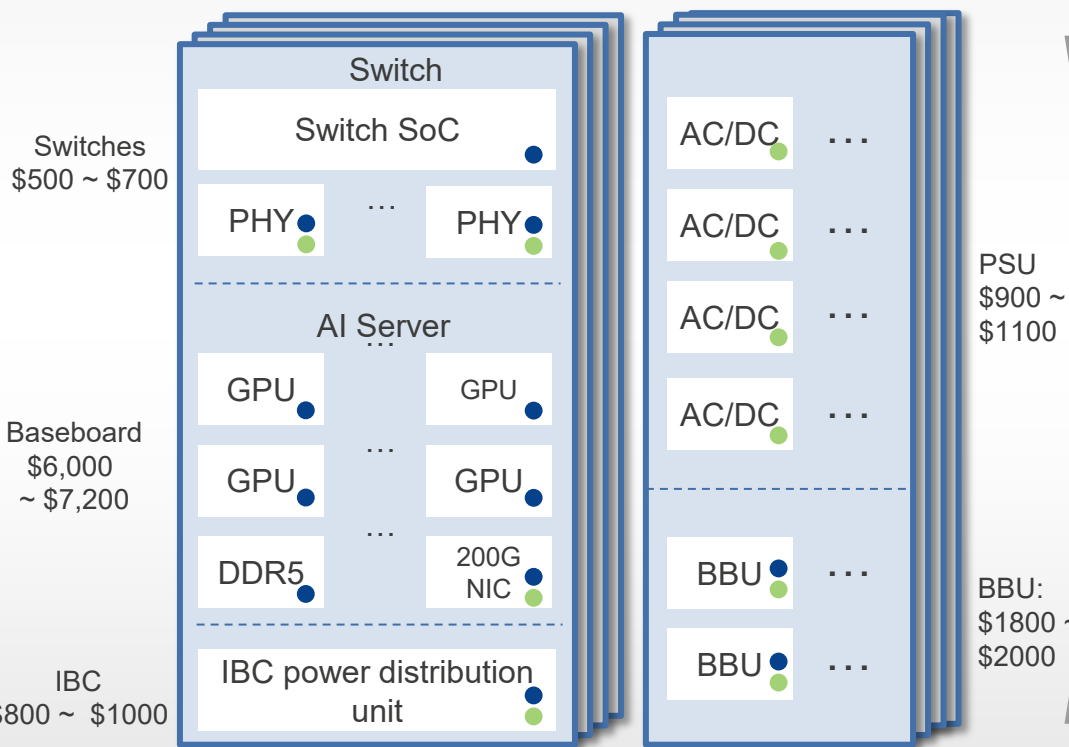 Switch
Switch SoC
Switches
$500 ~ $700
PHY
...
PHY
AI Server
...
GPU
GPU
...
Baseboard
$6,000
~ $7,200
GPU
GPU
...
DDR5
200G
NIC
IBC power distribution
unit
IBC
$800 ~ $1000
AC/DC
...
AC/DC
...
AC/DC
...
AC/DC
...
PSU
$900 ~
$1100
BBU
...
BBU
...
BBU:
$1800 ~
$2000